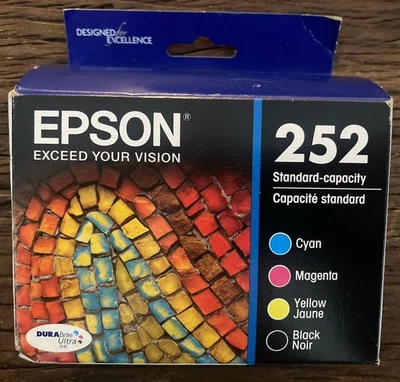 DESIGNED for
EXCELLENCE
EPSON®
EXCEED YOUR VISION
252
Standard-capacity
Capacité standard
Cyan
Magenta
Yellow
Jaune
Black
Noir
DURABrite
Ultra
INK